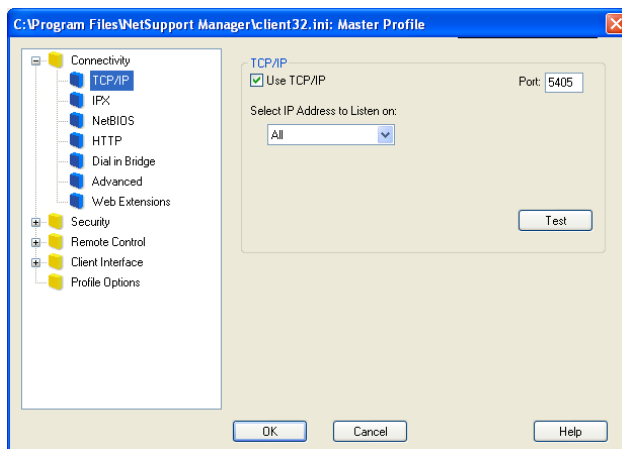 C:\Program Files\NetSupport Manager\client32.ini: Master Profile
Connectivity
TCP/IP
IPX
NetBIOS
HTTP
Dial in Bridge
Advanced
Web Extensions
Security
Remote Control
Client Interface
Profile Options
TCP/IP
Use TCP/IP
Port: 5405
Select IP Address to Listen on:
All
Test
OK
Cancel
Help